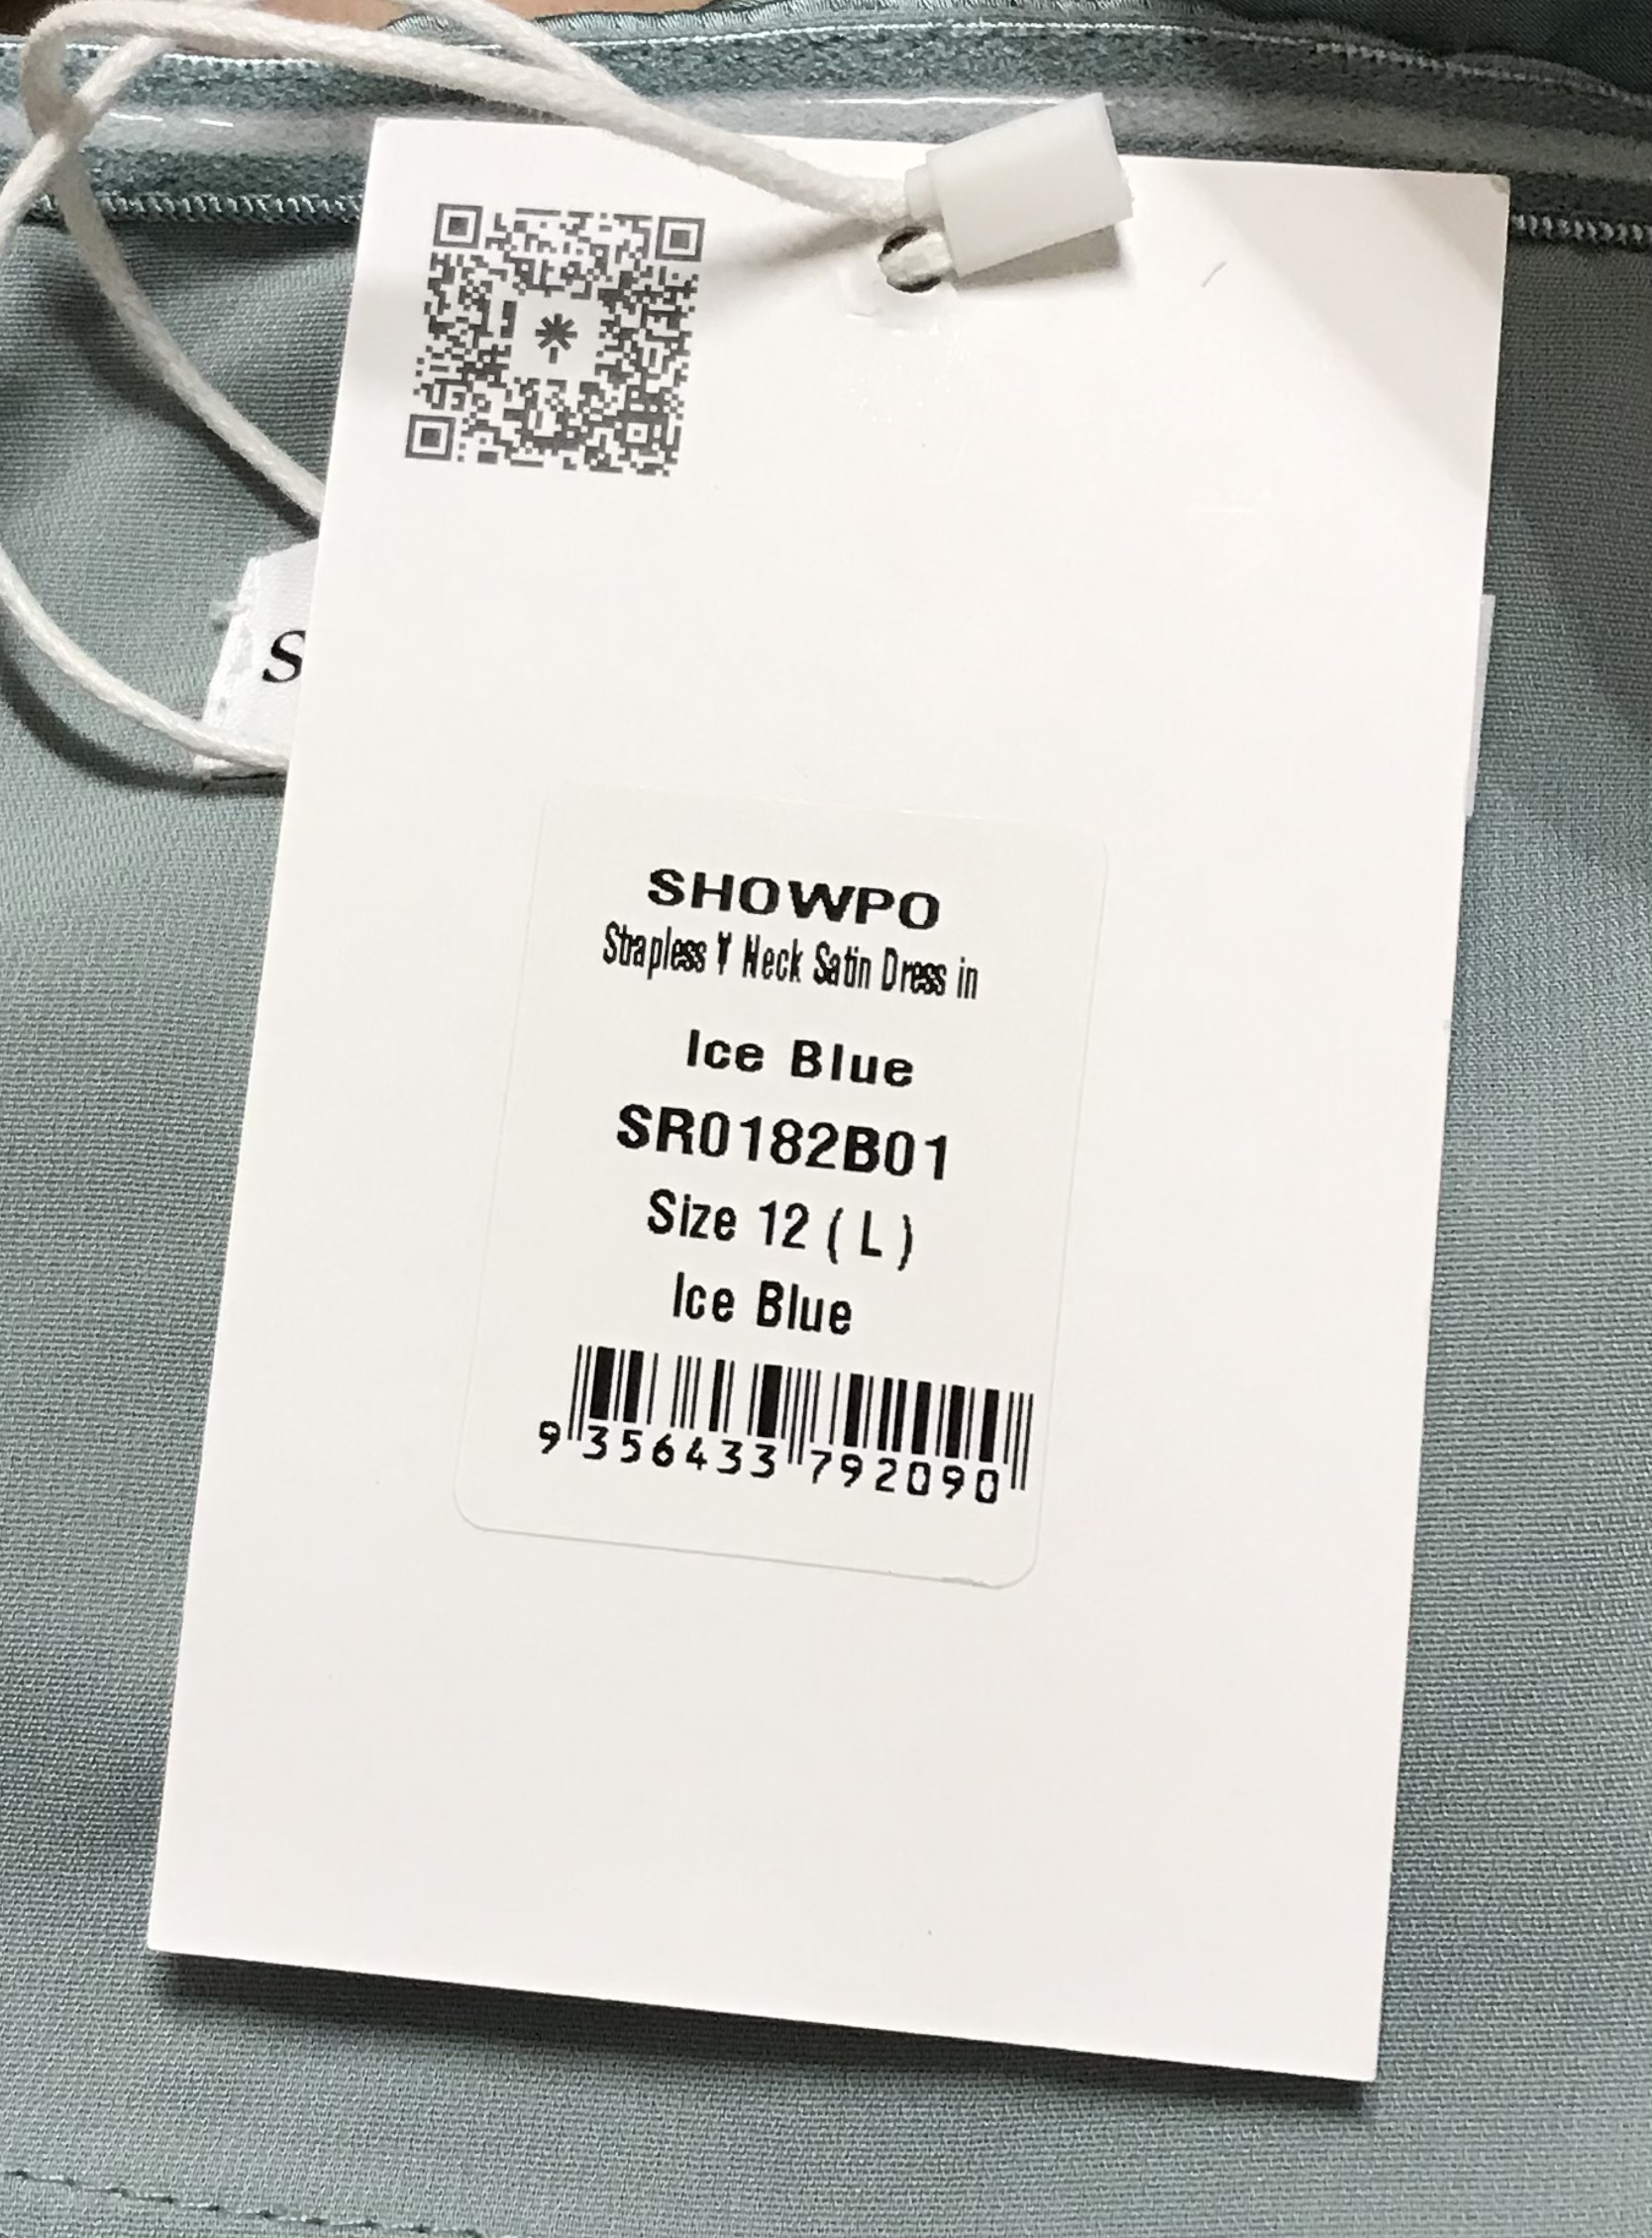 S
SHOWPO
Strapless V Neck Satin Dress in
Ice Blue
SR0182B01
Size 12 ( L )
Ice Blue
9 356433 792090